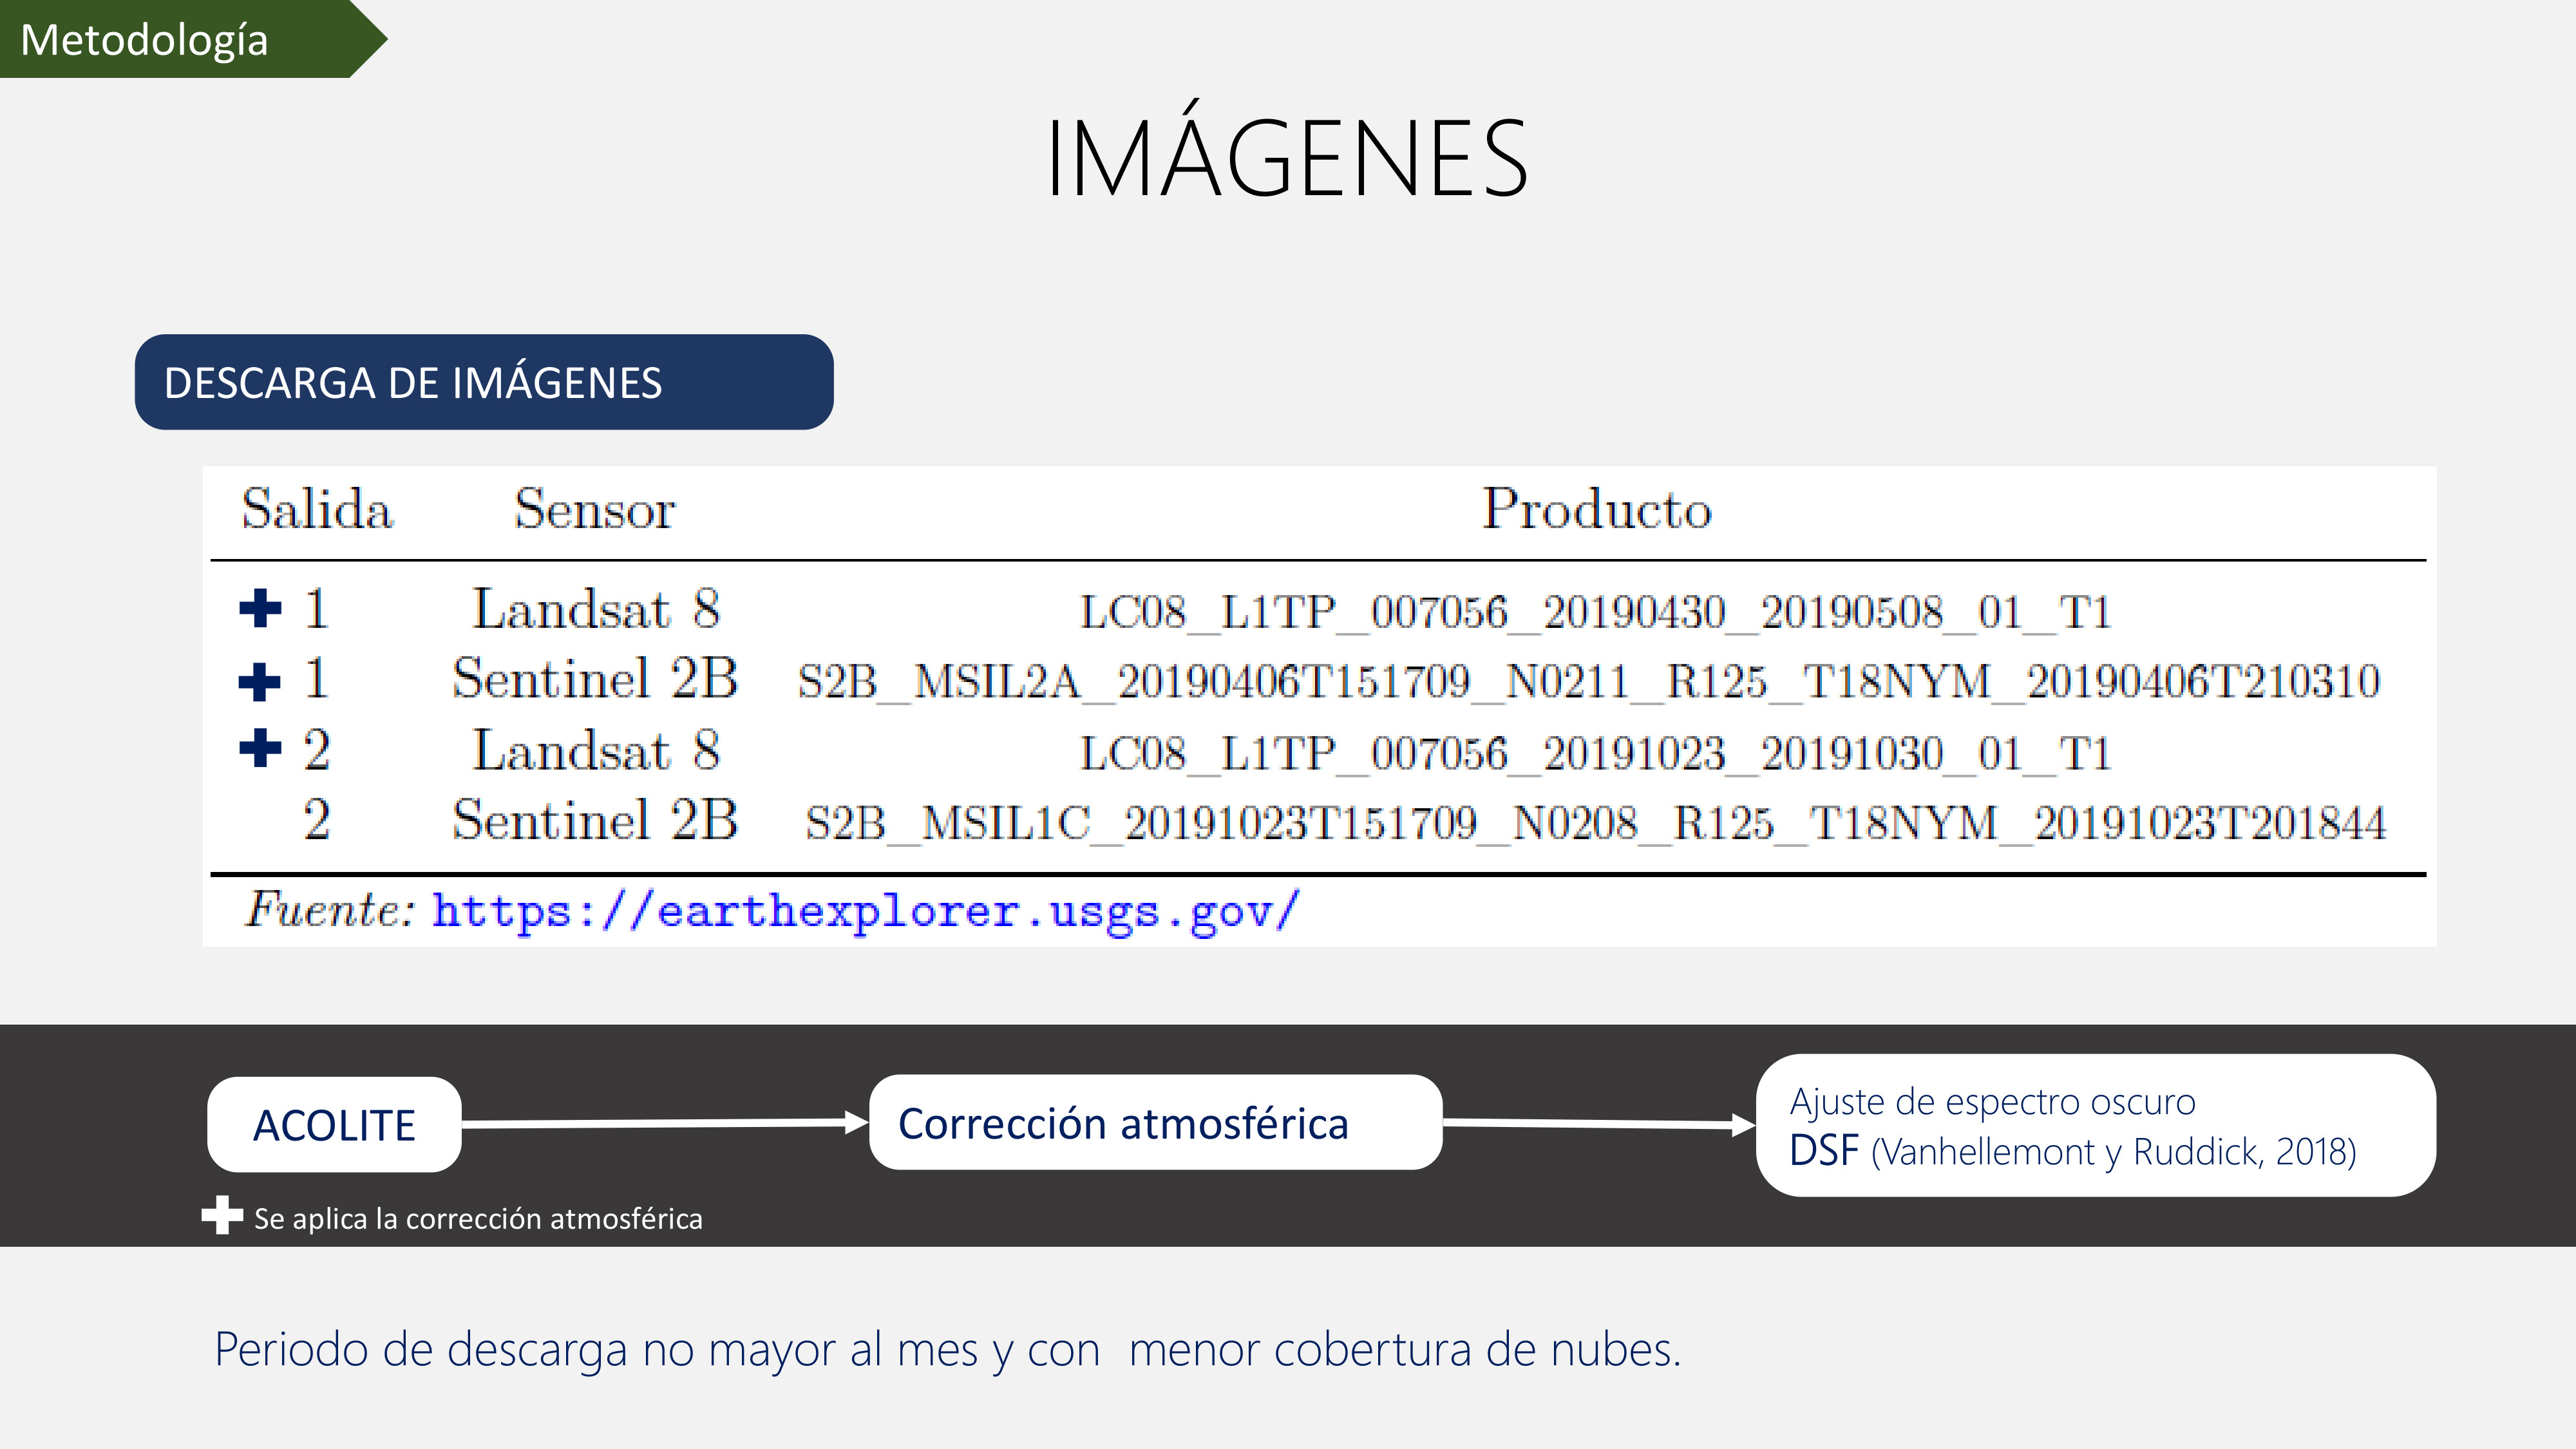 Metodología
IMÁGENES
DESCARGA DE IMÁGENES
Salida Sensor Producto
1 Landsat 8 LC08_L1TP_007056_20190430_20190508_01_T1
1 Sentinel 2B S2B_MSIL2A_20190406T151709_N0211_R125_T18NYM_20190406T210310
2 Landsat 8 LC08_L1TP_007056_20191023_20191030_01_T1
2 Sentinel 2B S2B_MSIL1C_20191023T151709_N0208_R125_T18NYM_20191023T201844
Fuente: https://earthexplorer.usgs.gov/
ACOLITE
Corrección atmosférica
Ajuste de espectro oscuro
DSF (Vanhellemont y Ruddick, 2018)
Se aplica la corrección atmosférica
Periodo de descarga no mayor al mes y con menor cobertura de nubes.